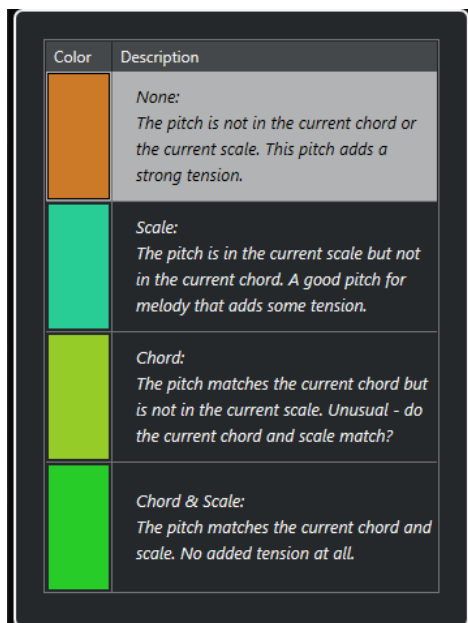 Color Description
None:
The pitch is not in the current chord or
the current scale. This pitch adds a
strong tension.
Scale:
The pitch is in the current scale but not
in the current chord. A good pitch for
melody that adds some tension.
Chord:
The pitch matches the current chord but
is not in the current scale. Unusual - do
the current chord and scale match?
Chord & Scale:
The pitch matches the current chord and
scale. No added tension at all.